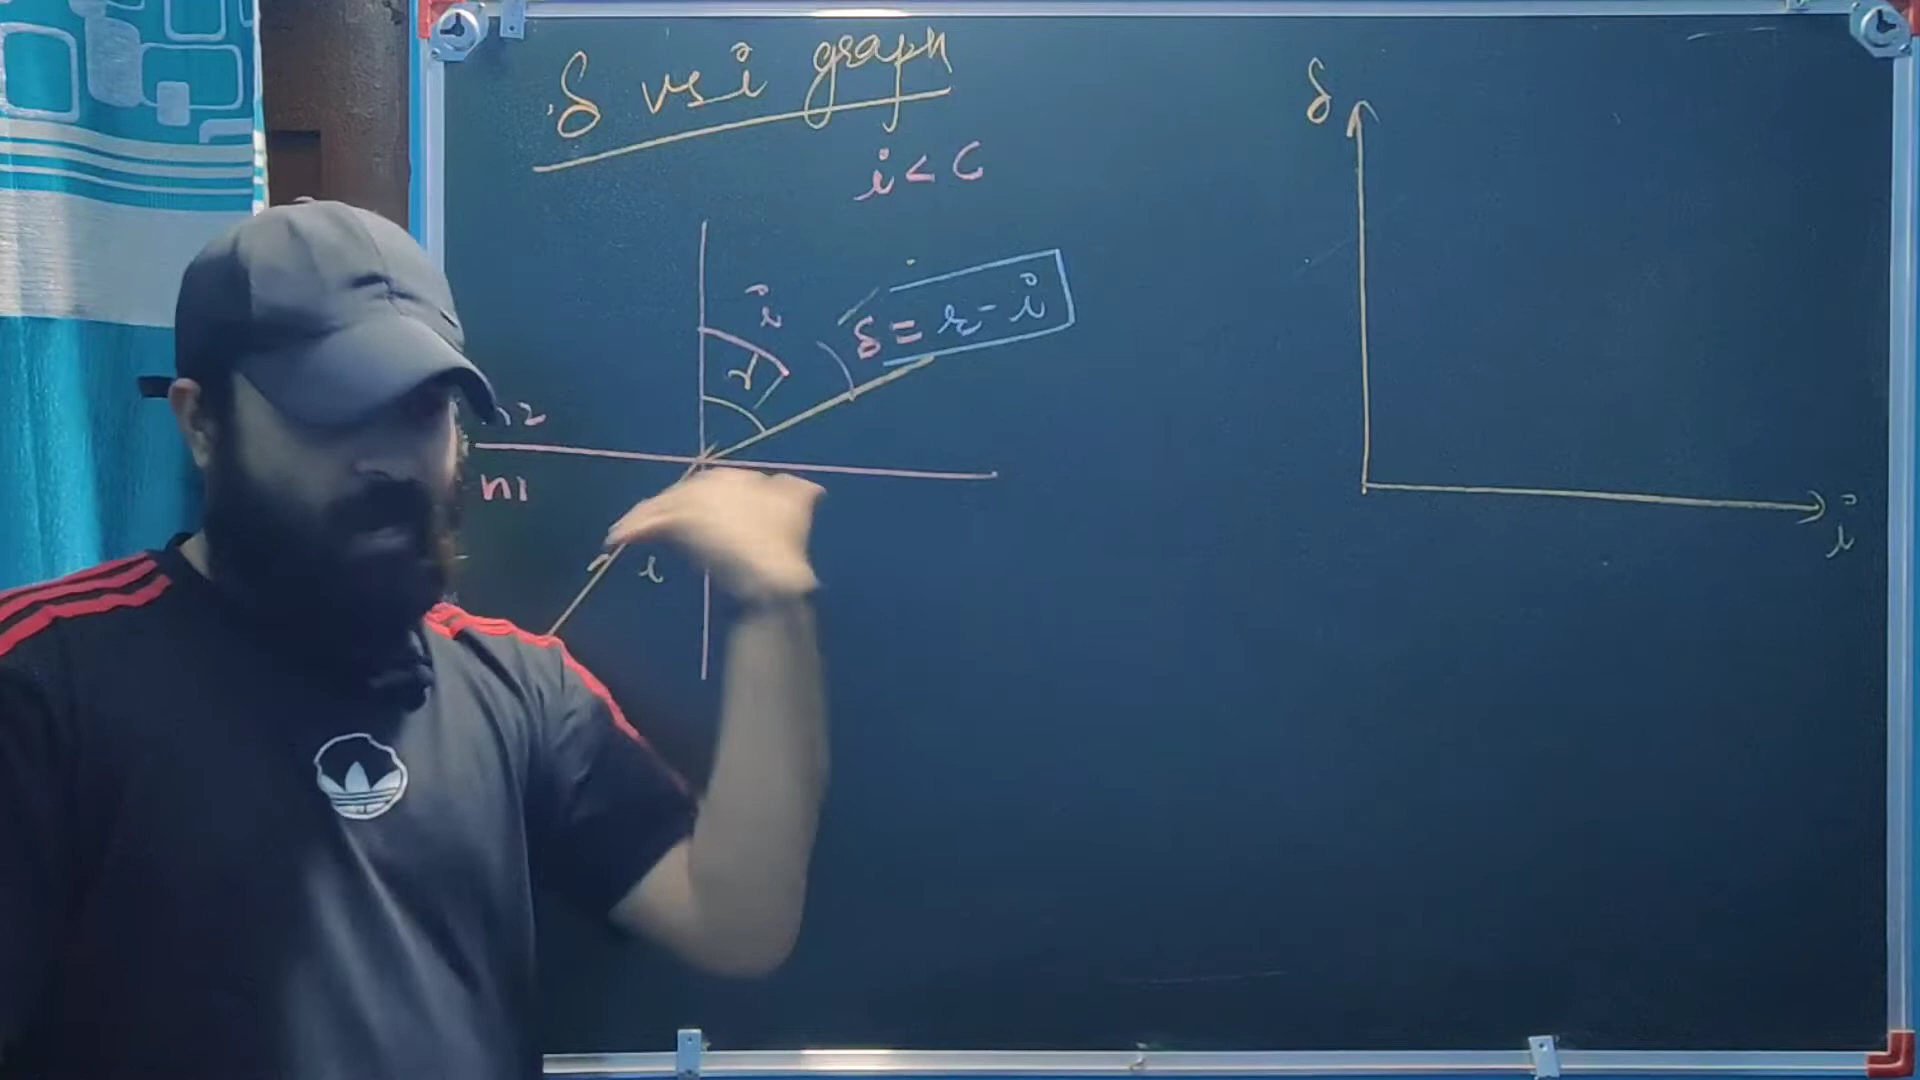 δ vs i graph
i < C
δ
i
δ = r - i
r
n2
n1
i
i